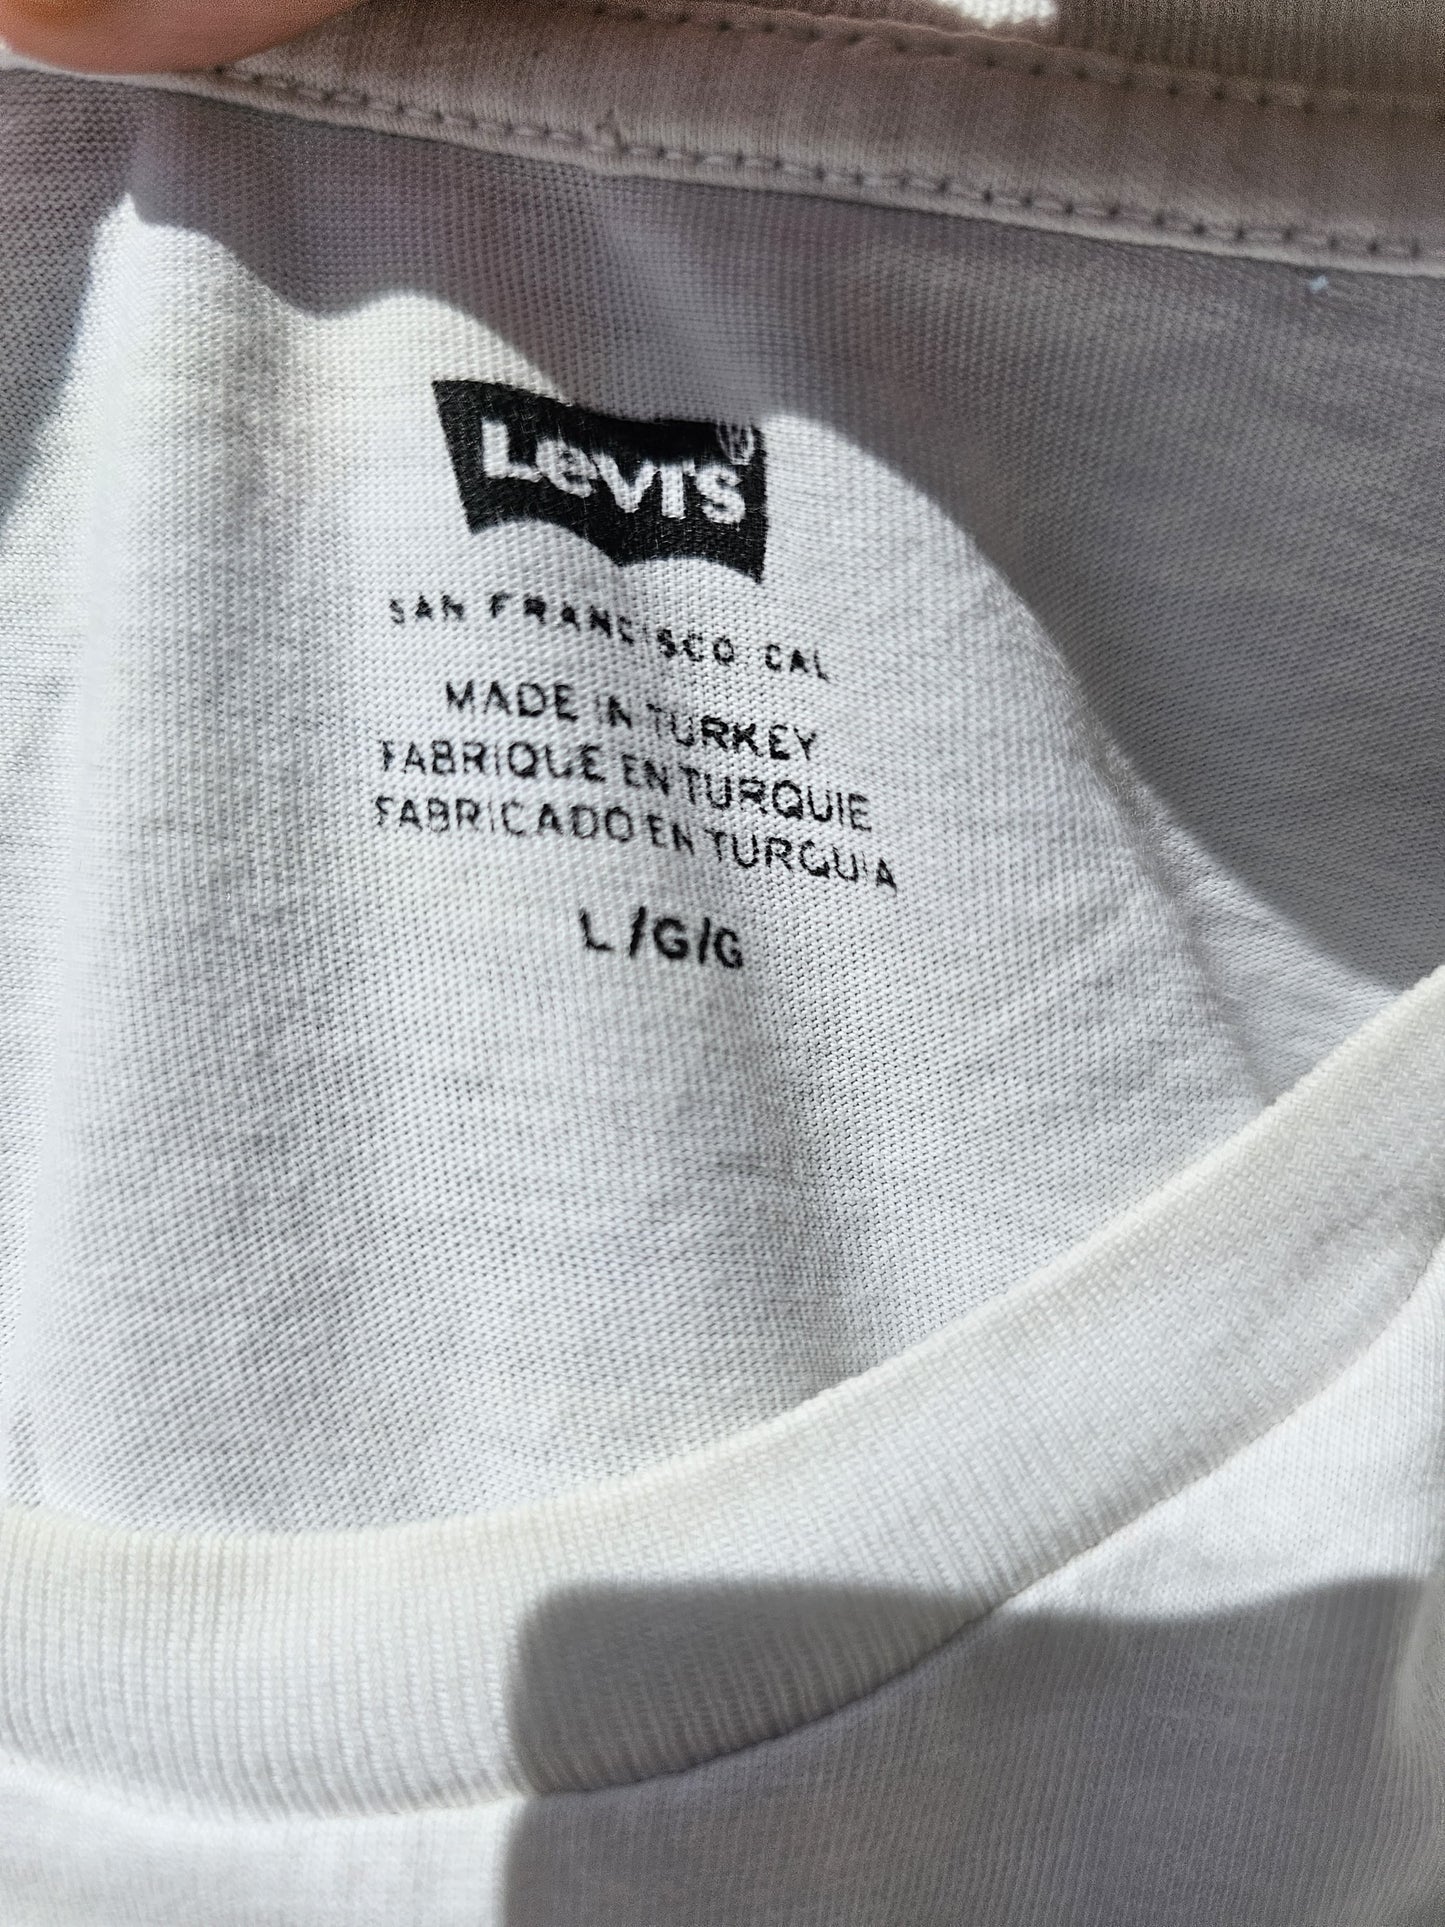 Levi's®
SAN FRANCISCO CAL
MADE IN TURKEY
FABRIQUE EN TURQUIE
FABRICADO EN TURQUIA
L/G/G